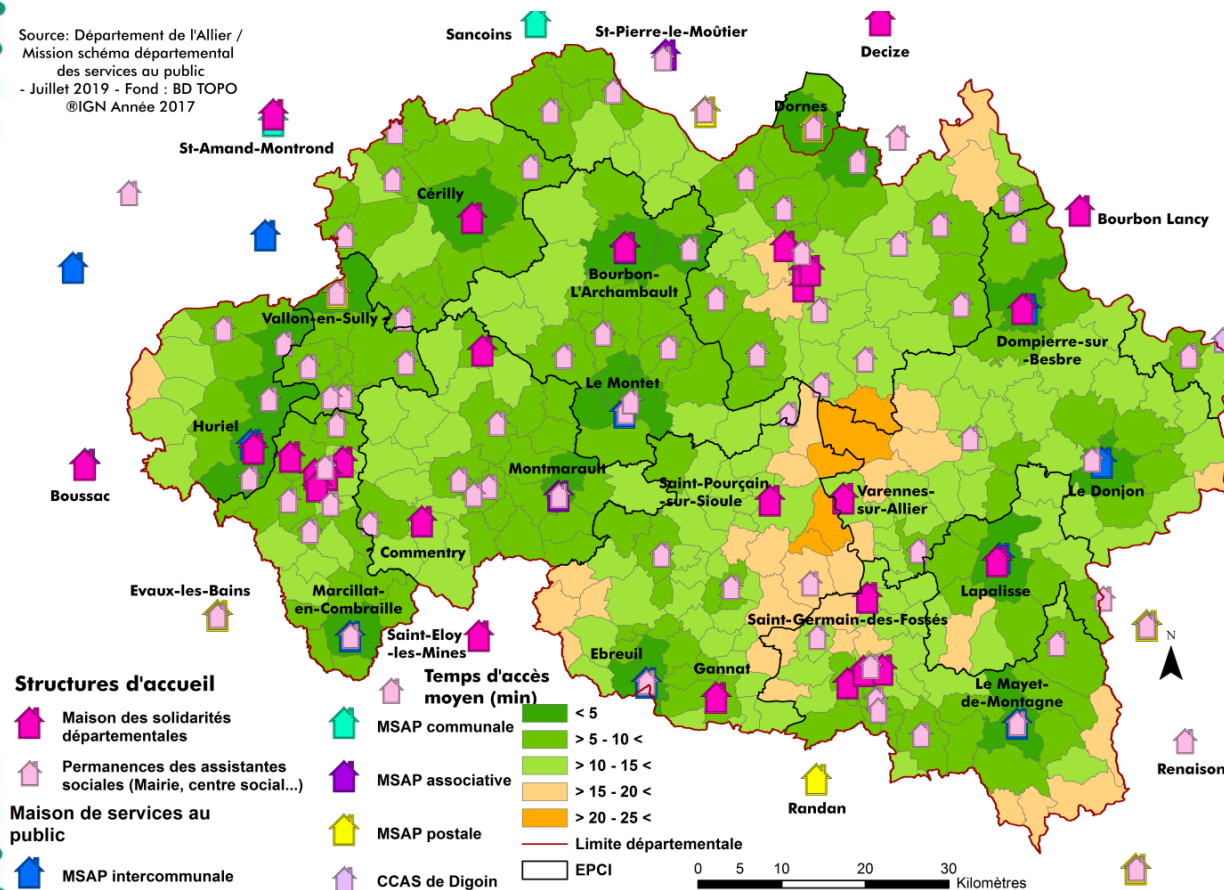 Source: Département de l'Allier /
Mission schéma départemental
des services au public
- Juillet 2019 - Fond : BD TOPO
®IGN Année 2017
Sancoins
St-Pierre-le-Moûtier
Decize
St-Amand-Montrond
Dornes
Cérilly
Bourbon Lancy
Bourbon-
L'Archambault
Vallon-en-Sully
Dompierre-sur
-Besbre
Le Montet
Huriel
Boussac
Montmarault
Saint-Pourçain
-sur-Sioule
Varennes-
sur-Allier
Le Donjon
Commentry
Evaux-les-Bains
Marcillat-
en-Combraille
Lapalisse
Saint-Germain-des-Fossés
Saint-Eloy
-les-Mines
Ebreuil
Gannat
Le Mayet-
de-Montagne
N
Renaison
Randan
Structures d'accueil
Maison des solidarités
départementales
Permanences des assistantes
sociales (Mairie, centre social...)
Maison de services au
public
MSAP intercommunale
MSAP communale
MSAP associative
MSAP postale
CCAS de Digoin
Temps d'accès
moyen (min)
< 5
> 5 - 10 <
> 10 - 15 <
> 15 - 20 <
> 20 - 25 <
Limite départementale
EPCI
0 5 10 20 30
Kilomètres